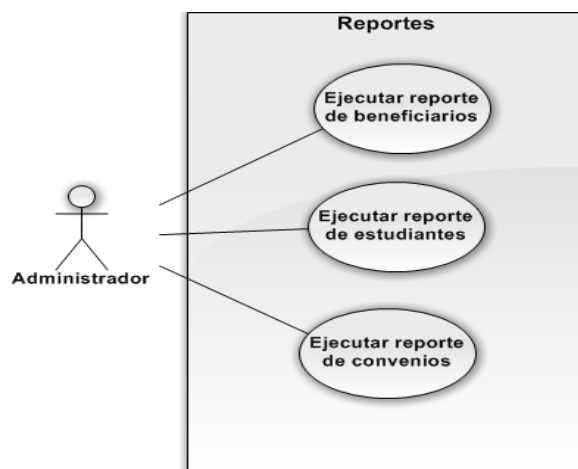 Reportes
Ejecutar reporte
de beneficiarios
Ejecutar reporte
de estudiantes
Administrador
Ejecutar reporte
de convenios